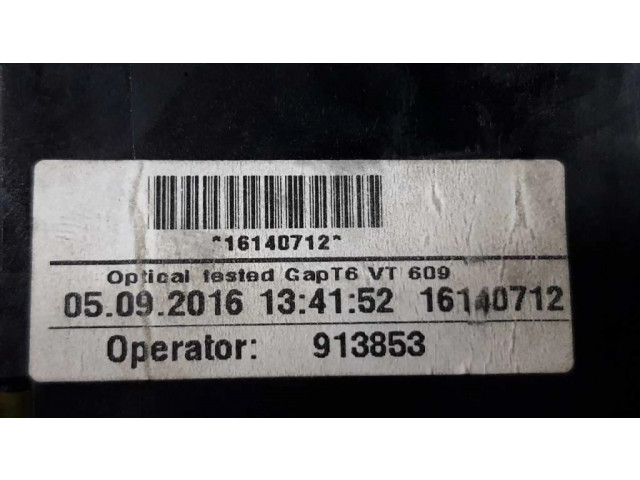 *16140712*
Optical tested GapT6 VT 609
05.09.2016 13:41:52 16140712
Operator: 913853